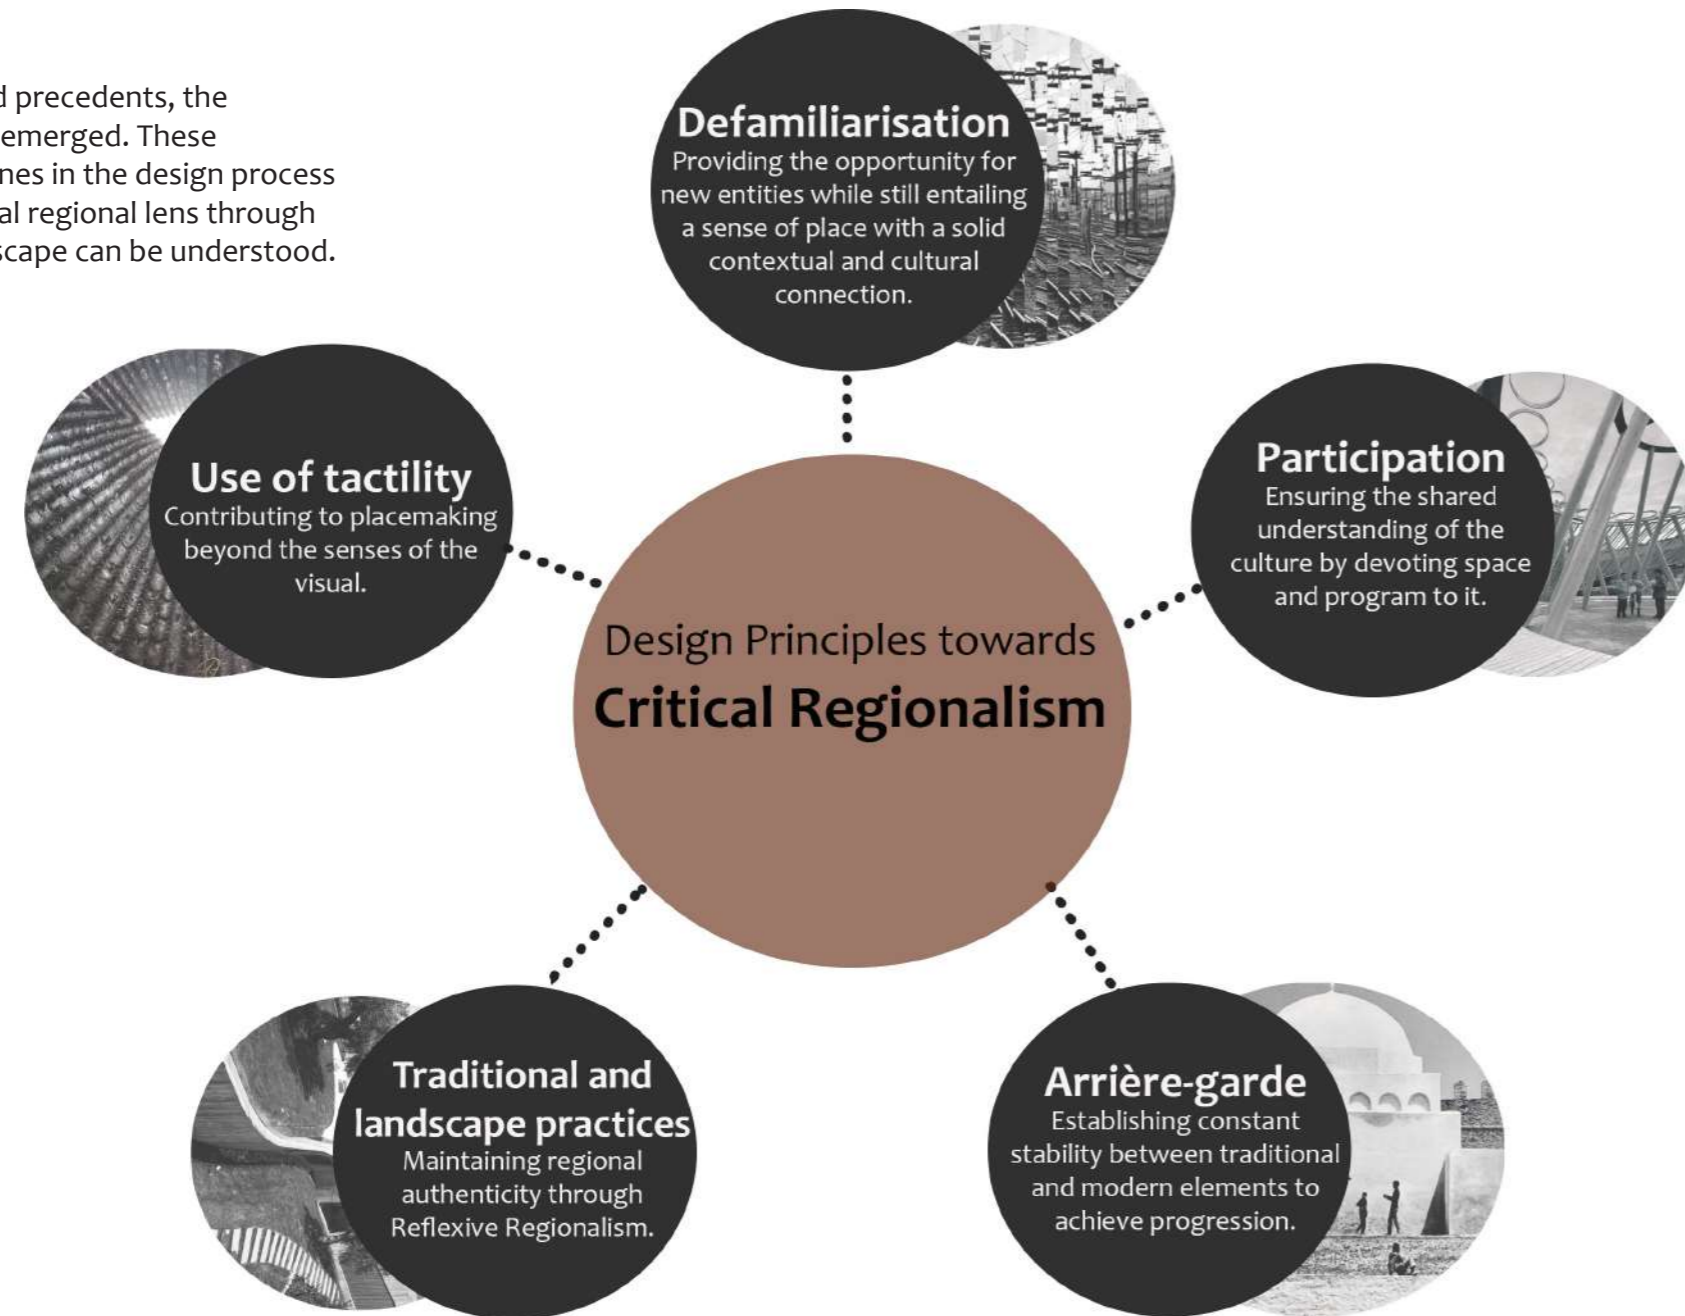 d precedents, the
emerged. These
nes in the design process
al regional lens through
scape can be understood.
Defamiliarisation
Providing the opportunity for
new entities while still entailing
a sense of place with a solid
contextual and cultural
connection.
Use of tactility
Contributing to placemaking
beyond the senses of the
visual.
Participation
Ensuring the shared
understanding of the
culture by devoting space
and program to it.
Design Principles towards
Critical Regionalism
Traditional and
landscape practices
Maintaining regional
authenticity through
Reflexive Regionalism.
Arrière-garde
Establishing constant
stability between traditional
and modern elements to
achieve progression.